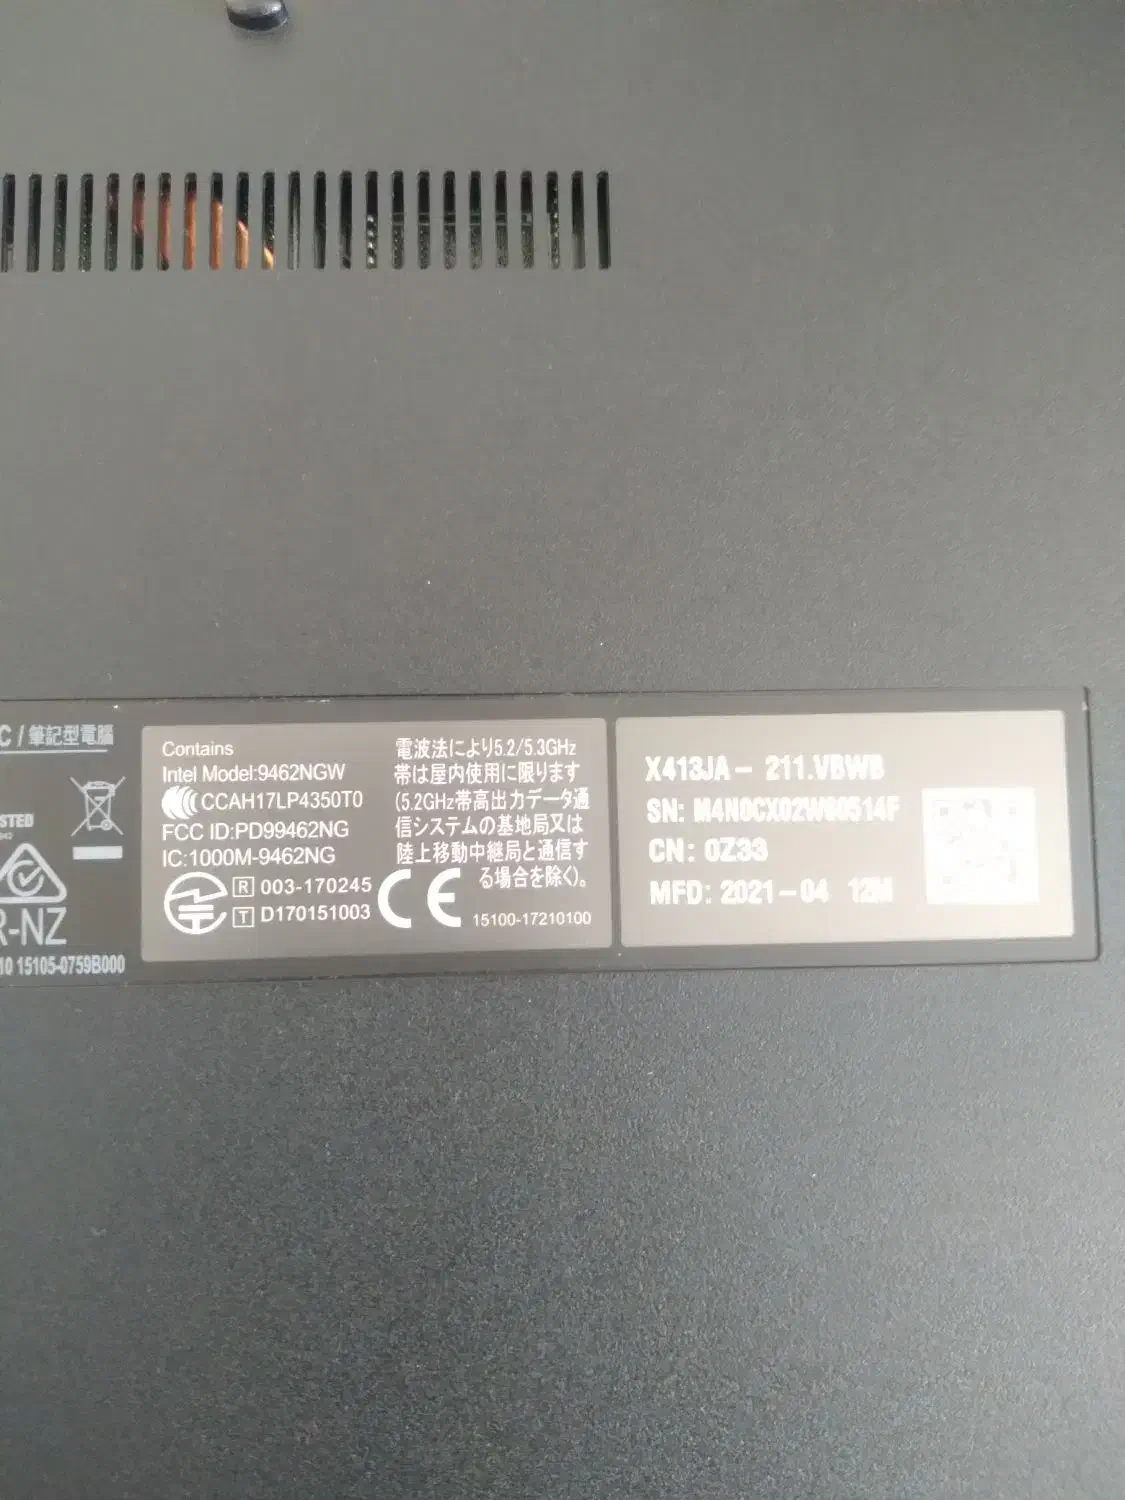 C / 筆記型電腦
STED
R-NZ
10 15105-0759B000
Contains
Intel Model:9462NGW
CCAH17LP4350T0
FCC ID:PD99462NG
IC:1000M-9462NG
R 003-170245
T D170151003
電波法により5.2/5.3GHz
帯は屋内使用に限ります
(5.2GHz帯高出力データ通
信システムの基地局又は
陸上移動中継局と通信す
る場合を除く)。
CE 15100-17210100
X413JA- 211.VBWB
SN: M4N0CX02W80514F
CN: 0Z33
MFD: 2021-04 12M